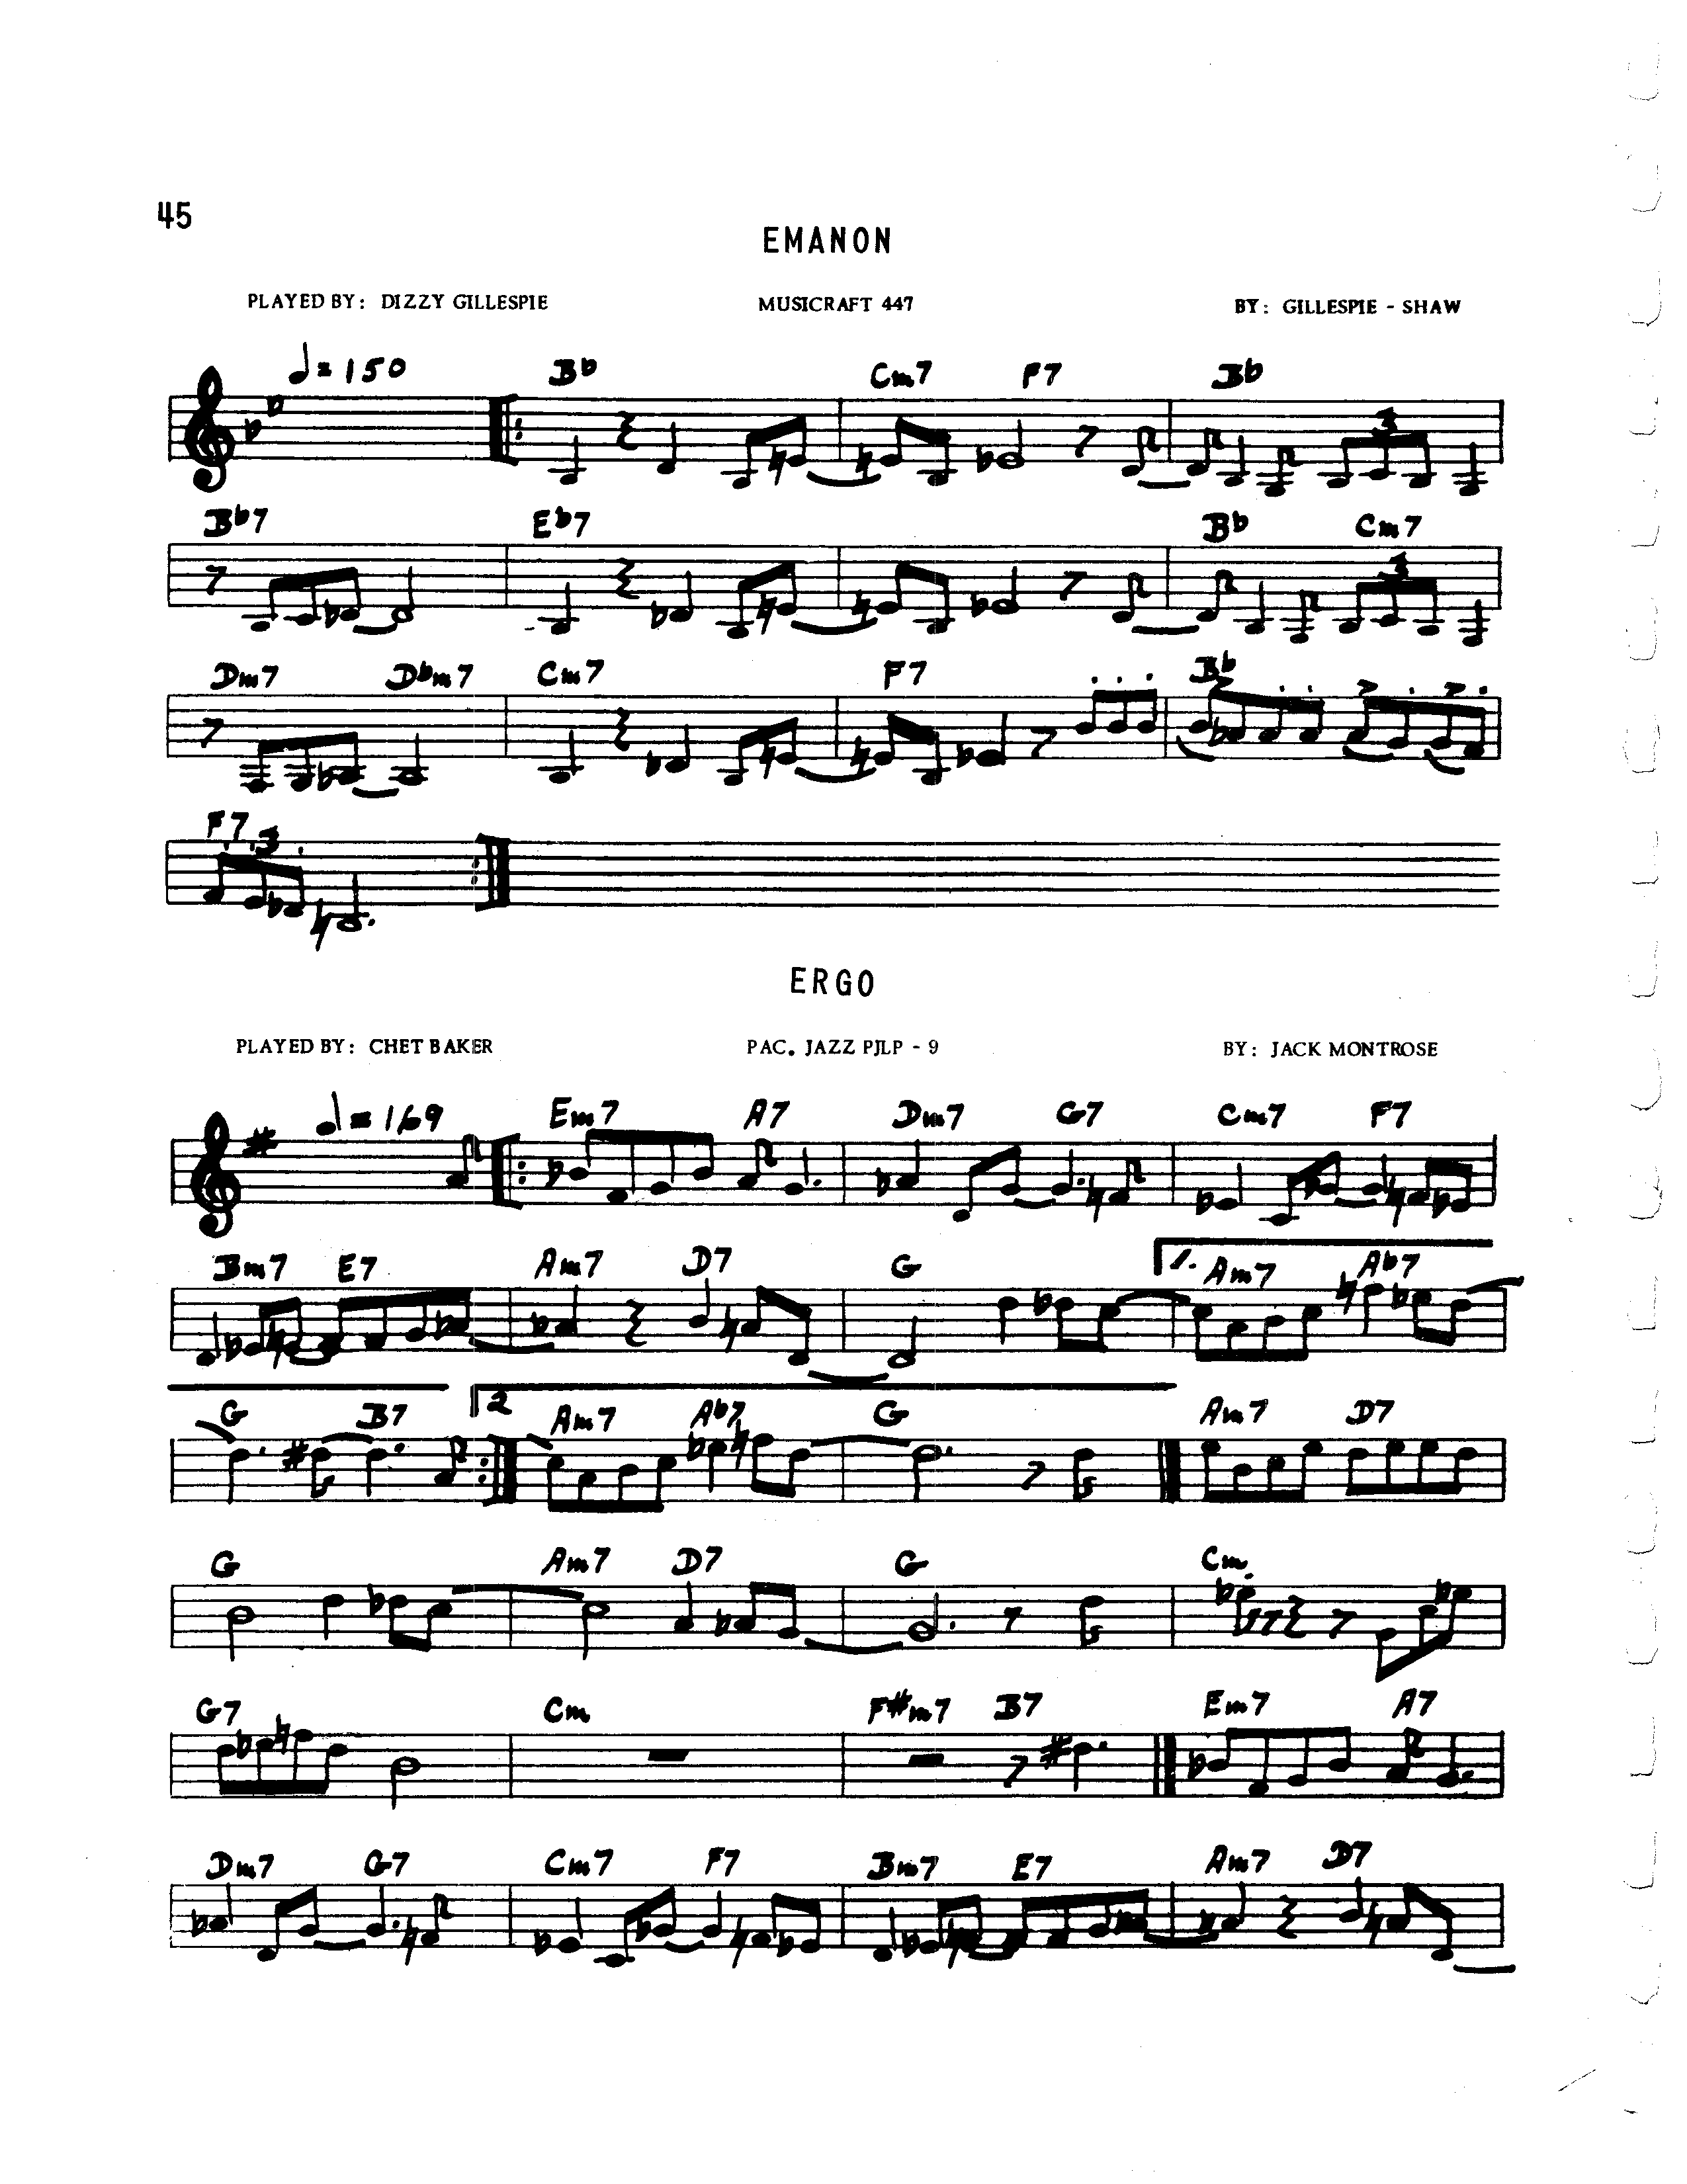 45
EMANON
PLAYED BY: DIZZY GILLESPIE MUSICRAFT 447 BY: GILLESPIE - SHAW
𝅗𝅥 = 150 Bb Cm7 F7 Bb
3
Bb7 Eb7 Bb Cm7
3
Dm7 Dbm7 Cm7 F7 Bb
F7 3
ERGO
PLAYED BY: CHET BAKER PAC. JAZZ PJLP - 9 BY: JACK MONTROSE
♩ = 169 Em7 A7 Dm7 G7 Cm7 F7
Bm7 E7 Am7 D7 G 1. Am7 Ab7
G B7 2 Am7 Ab7 G Am7 D7
G Am7 D7 G Cm
G7 Cm F#m7 B7 Em7 A7
Dm7 G7 Cm7 F7 Bm7 E7 Am7 D7